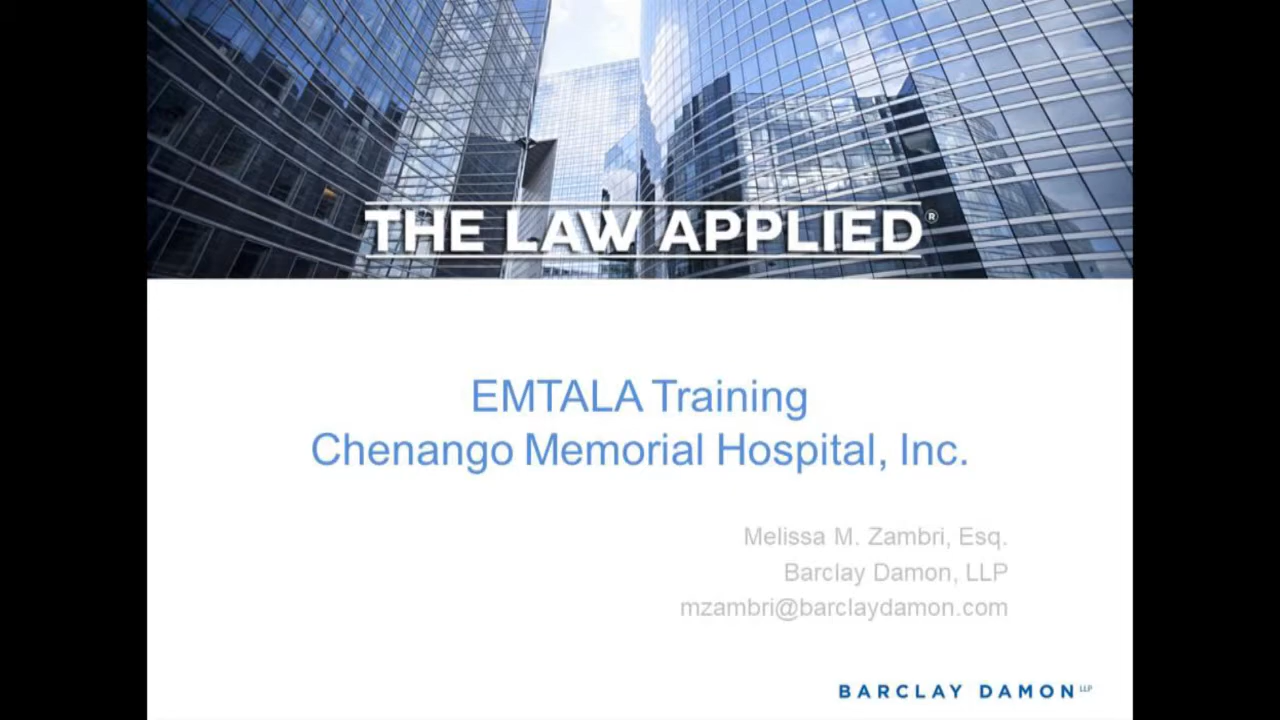 THE LAW APPLIED®
EMTALA Training
Chenango Memorial Hospital, Inc.
Melissa M. Zambri, Esq.
Barclay Damon, LLP
mzambri@barclaydamon.com
BARCLAY DAMON LLP